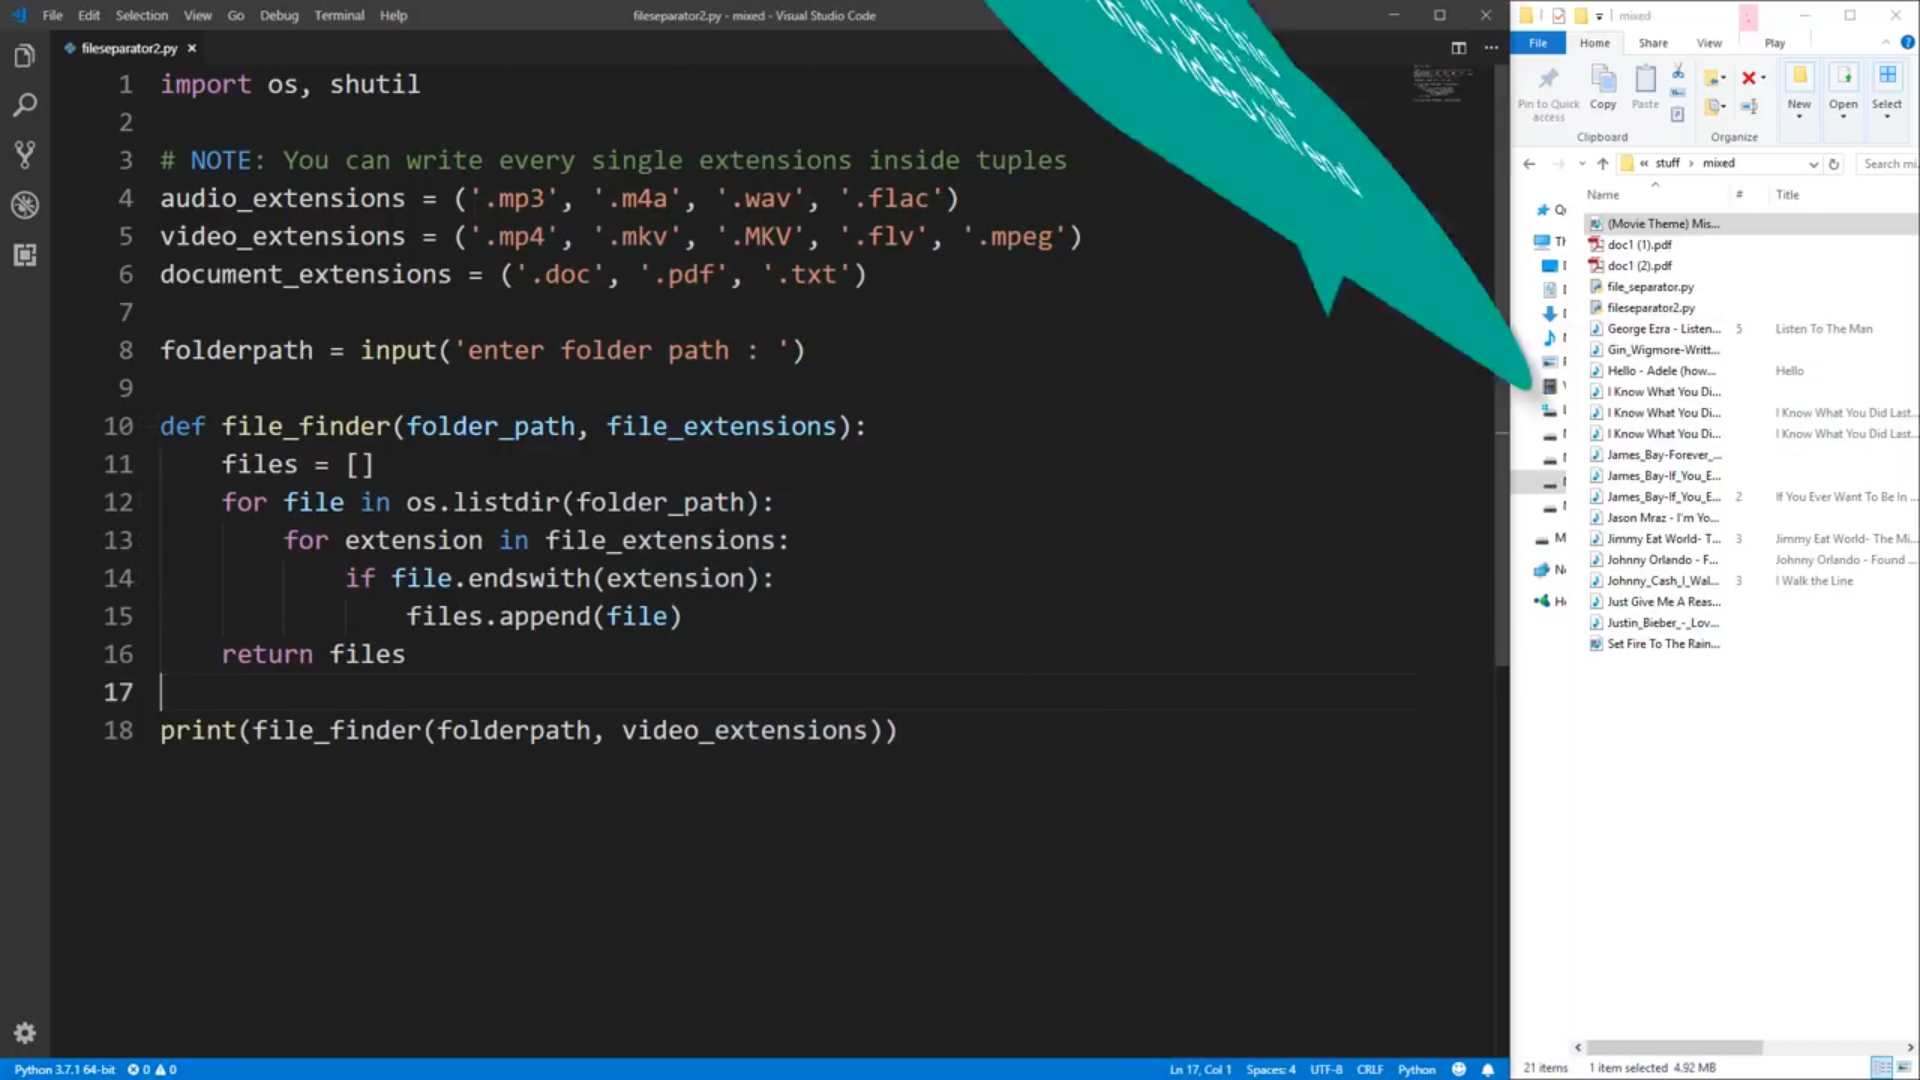 File Edit Selection View Go Debug Terminal Help
fileseparator2.py - mixed - Visual Studio Code
fileseparator2.py
1 import os, shutil
2
3 # NOTE: You can write every single extensions inside tuples
4 audio_extensions = ('.mp3', '.m4a', '.wav', '.flac')
5 video_extensions = ('.mp4', '.mkv', '.MKV', '.flv', '.mpeg')
6 document_extensions = ('.doc', '.pdf', '.txt')
7
8 folderpath = input('enter folder path : ')
9
10 def file_finder(folder_path, file_extensions):
11 files = []
12 for file in os.listdir(folder_path):
13 for extension in file_extensions:
14 if file.endswith(extension):
15 files.append(file)
16 return files
17
18 print(file_finder(folderpath, video_extensions))
Python 3.7.1 64-bit 0 0
Ln 17, Col 1 Spaces: 4 UTF-8 CRLF Python
mixed
File Home Share View Play
Pin to Quick access
Copy
Paste
New
Open
Select
Clipboard
Organize
« stuff › mixed
Search mi
Name # Title
(Movie Theme) Mis...
doc1 (1).pdf
doc1 (2).pdf
file_separator.py
fileseparator2.py
George Ezra - Listen... 5 Listen To The Man
Gin_Wigmore-Writt...
Hello - Adele (how... Hello
I Know What You Di...
I Know What You Di... I Know What You Did Last...
I Know What You Di... I Know What You Did Last...
James_Bay-Forever_...
James_Bay-If_You_E...
James_Bay-If_You_E... 2 If You Ever Want To Be In ...
Jason Mraz - I'm Yo...
Jimmy Eat World- T... 3 Jimmy Eat World- The Mi...
Johnny Orlando - F... Johnny Orlando - Found ...
Johnny_Cash_I_Wal... 3 I Walk the Line
Just Give Me A Reas...
Justin_Bieber_-_Lov...
Set Fire To The Rain...
21 items 1 item selected 4.92 MB